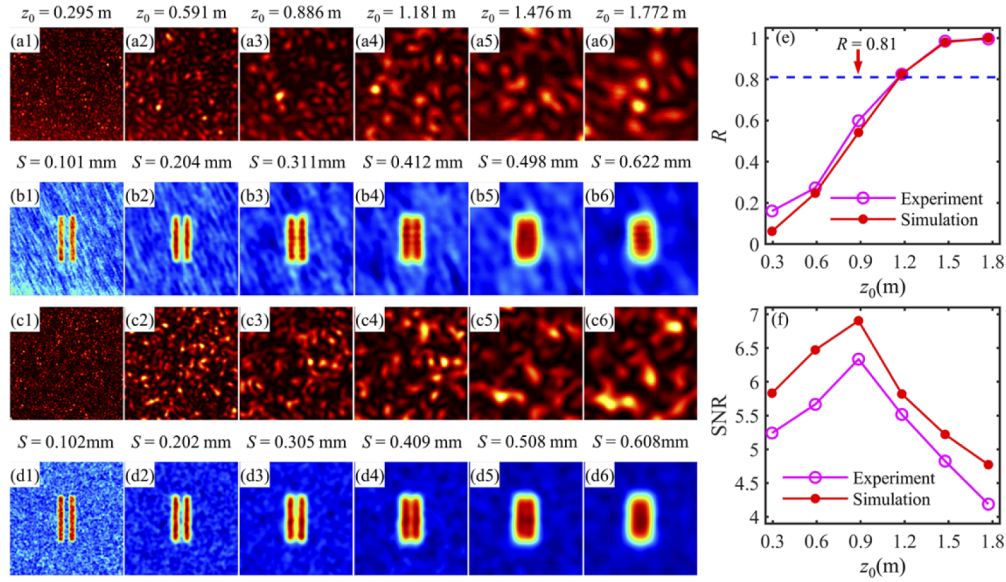 z0 = 0.295 m z0 = 0.591 m z0 = 0.886 m z0 = 1.181 m z0 = 1.476 m z0 = 1.772 m
(a1) (a2) (a3) (a4) (a5) (a6)
S = 0.101 mm S = 0.204 mm S = 0.311mm S = 0.412 mm S = 0.498 mm S = 0.622 mm
(b1) (b2) (b3) (b4) (b5) (b6)
(c1) (c2) (c3) (c4) (c5) (c6)
S = 0.102mm S = 0.202 mm S = 0.305 mm S = 0.409 mm S = 0.508 mm S = 0.608mm
(d1) (d2) (d3) (d4) (d5) (d6)
(e)
R = 0.81
1
0.8
0.6
0.4
0.2
0
R
Experiment
Simulation
0.3 0.6 0.9 1.2 1.5 1.8
z0(m)
(f)
7
6.5
6
5.5
5
4.5
4
SNR
Experiment
Simulation
0.3 0.6 0.9 1.2 1.5 1.8
z0(m)